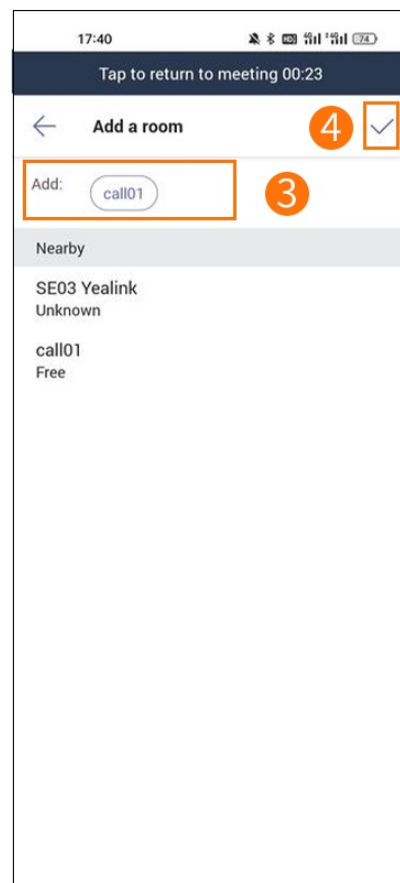 17:40 HD 74
Tap to return to meeting 00:23
Add a room 4
Add: call01 3
Nearby
SE03 Yealink
Unknown
call01
Free